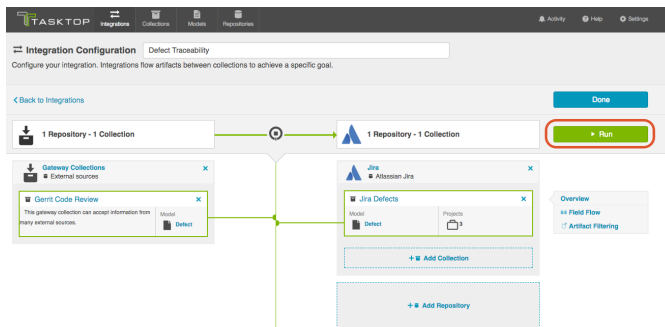 TASKTOP
Integrations
Collections
Models
Repositories
Activity
Help
Settings
Integration Configuration
Defect Traceability
Configure your integration. Integrations flow artifacts between collections to achieve a specific goal.
Back to Integrations
Done
1 Repository - 1 Collection
1 Repository - 1 Collection
Run
Gateway Collections
External sources
Gerrit Code Review
This gateway collection can accept information from
many external sources.
Model
Defect
Jira
Atlassian Jira
Jira Defects
Model
Defect
Projects
3
+ Add Collection
+ Add Repository
Overview
Field Flow
Artifact Filtering